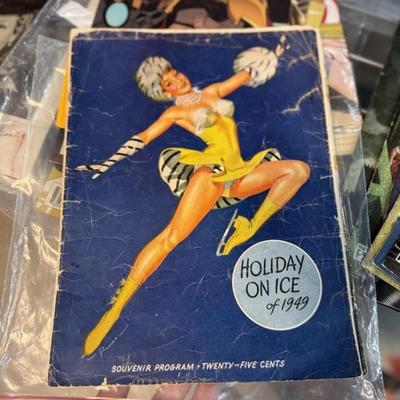 HOLIDAY
ON ICE
of 1949
SOUVENIR PROGRAM • TWENTY-FIVE CENTS